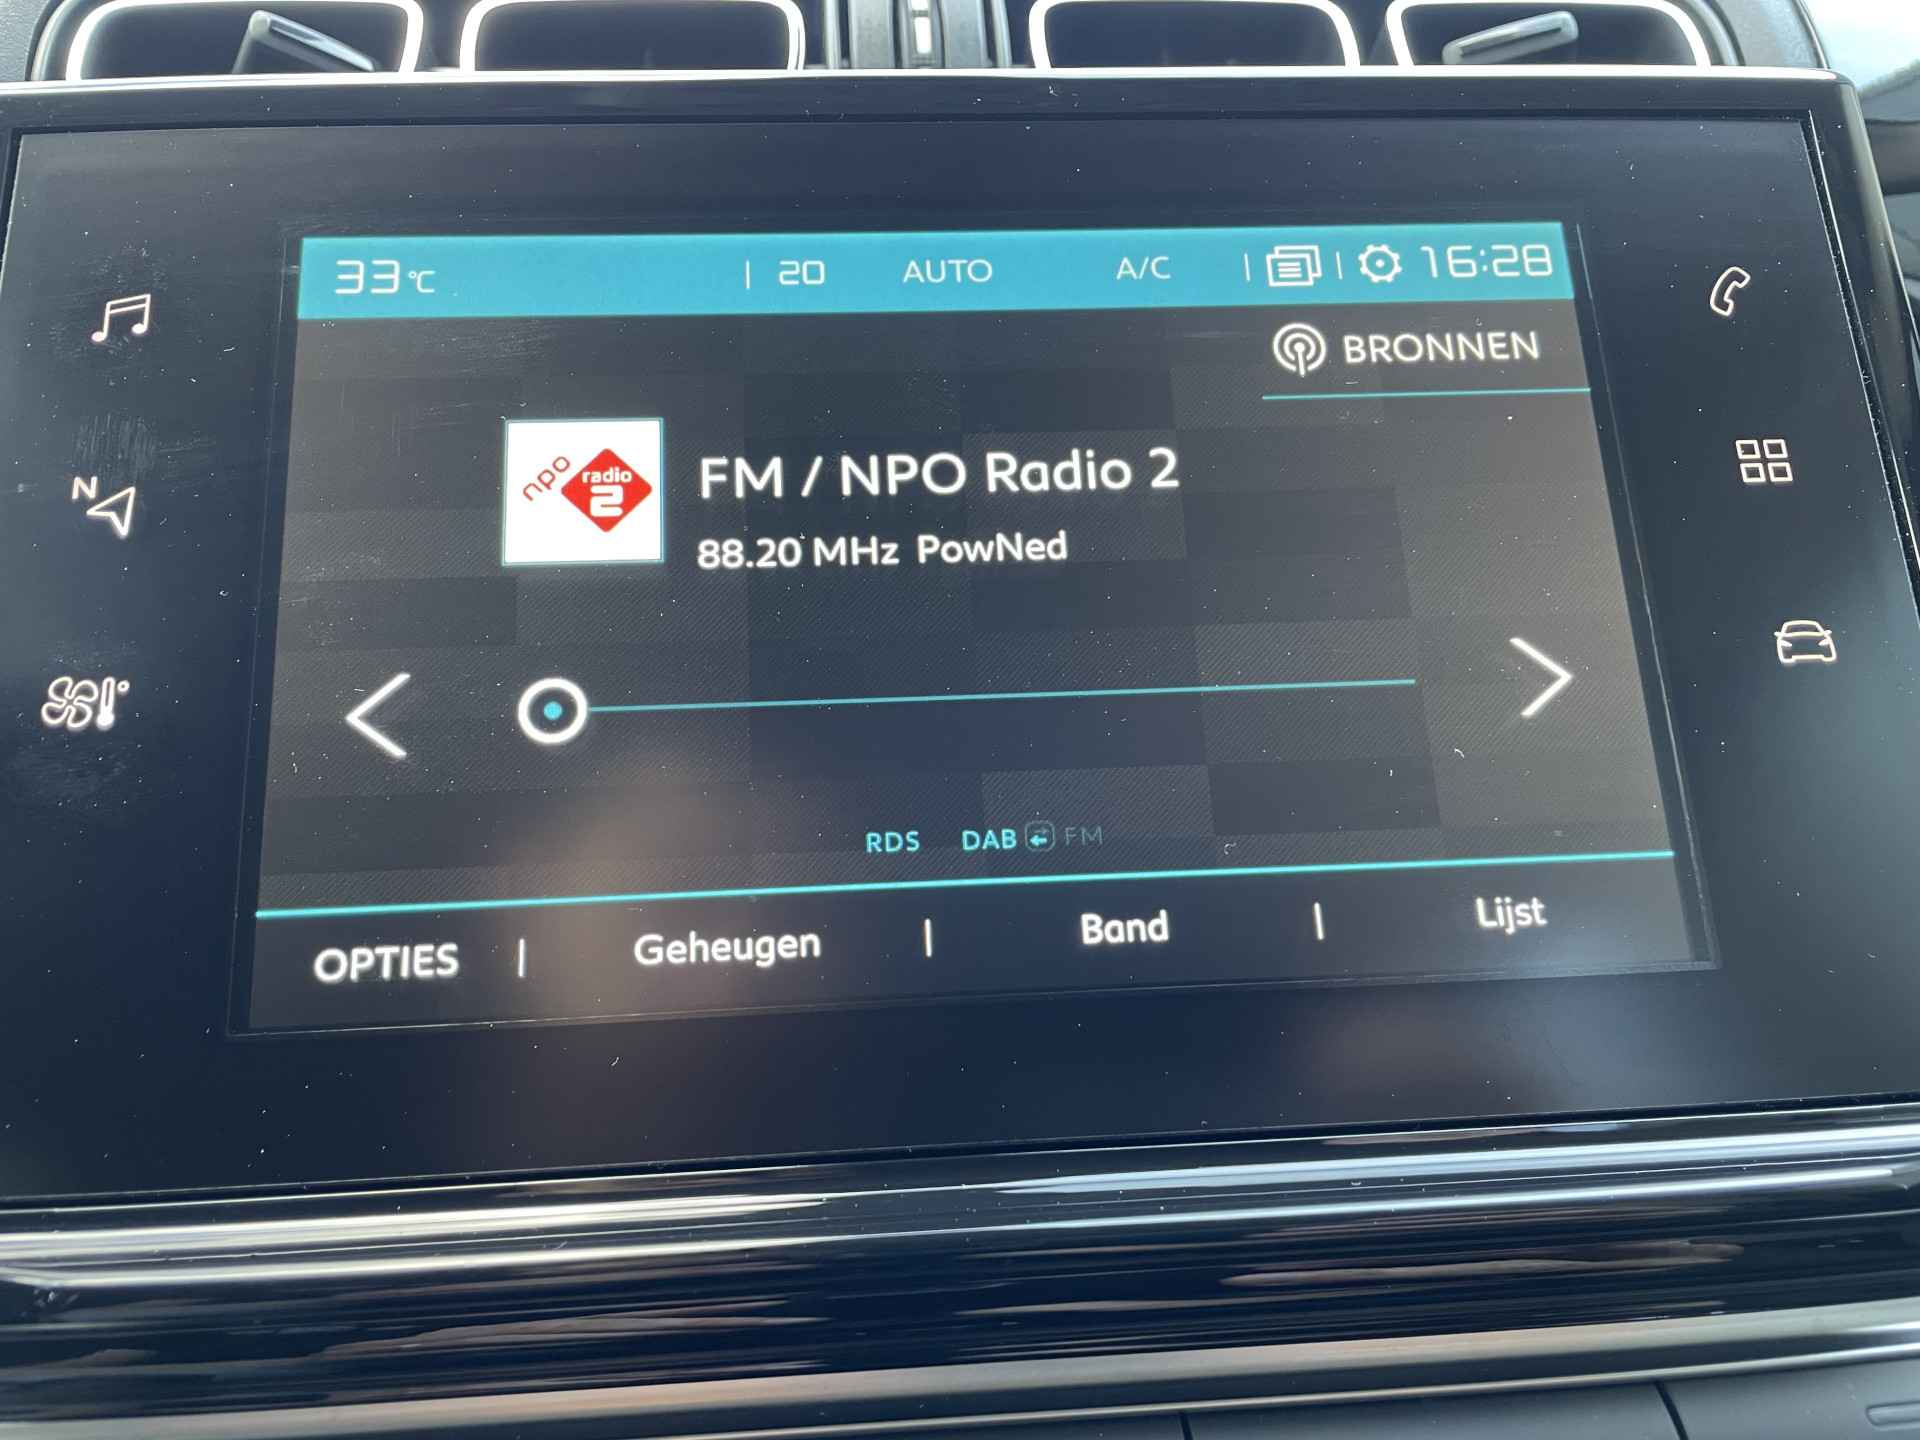 33°C | 20 AUTO A/C | | 16:28
BRONNEN
npo radio 2
FM / NPO Radio 2
88.20 MHz PowNed
N
RDS DAB FM
OPTIES | Geheugen | Band | Lijst